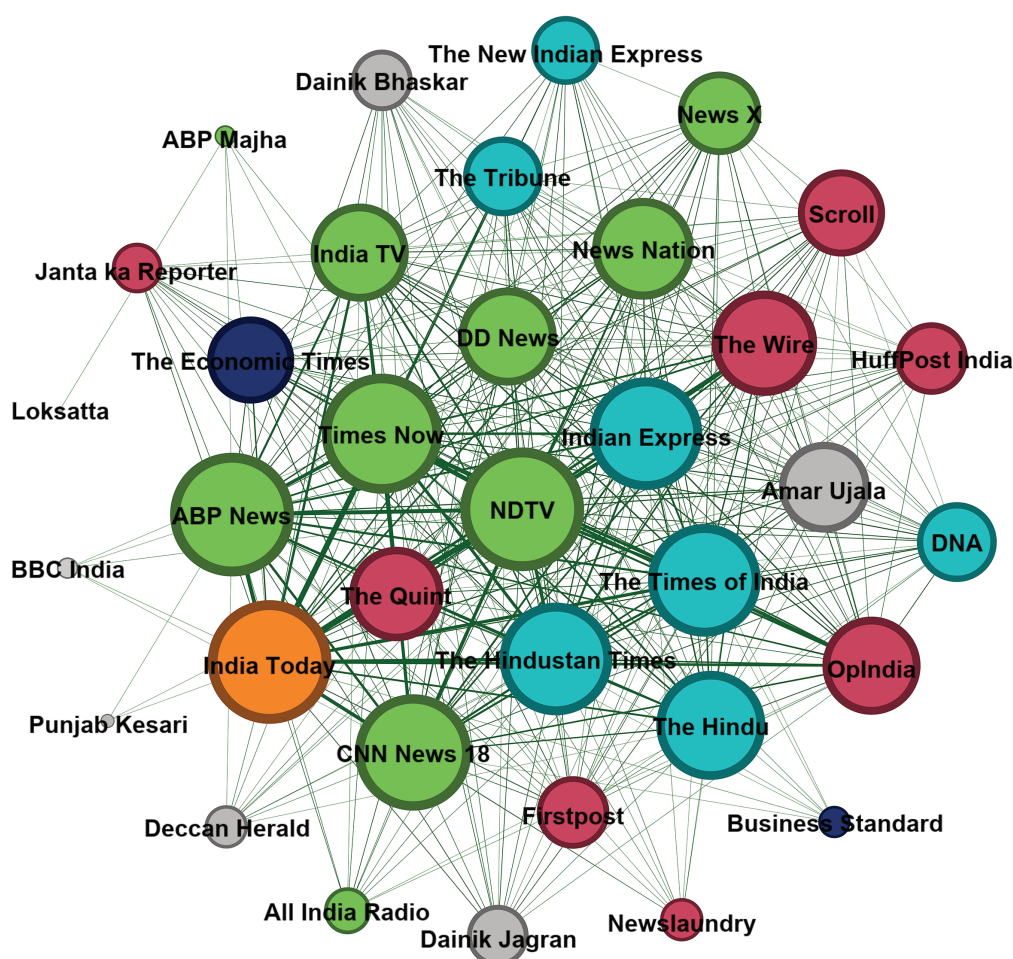 The New Indian Express
Dainik Bhaskar
News X
ABP Majha
The Tribune
Scroll
India TV
News Nation
Janta ka Reporter
DD News
The Wire
The Economic Times
HuffPost India
Loksatta
Times Now
Indian Express
Amar Ujala
ABP News
NDTV
DNA
BBC India
The Quint
The Times of India
India Today
The Hindustan Times
OpIndia
Punjab Kesari
The Hindu
CNN News 18
Deccan Herald
Firstpost
Business Standard
All India Radio
Newslaundry
Dainik Jagran